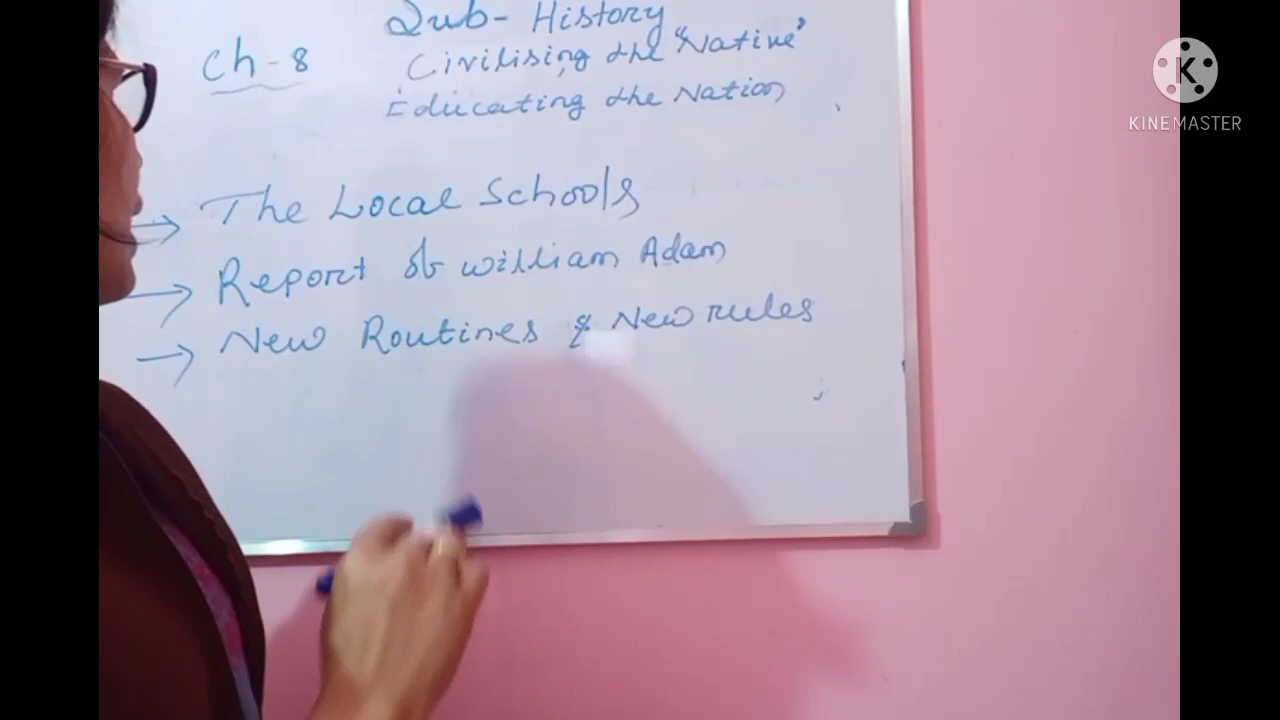 Sub- History
Ch-8
Civilising the "Native"
Educating the Nation
→ The Local Schools
→ Report of William Adam
→ New Routines & New rules
K
KINEMASTER